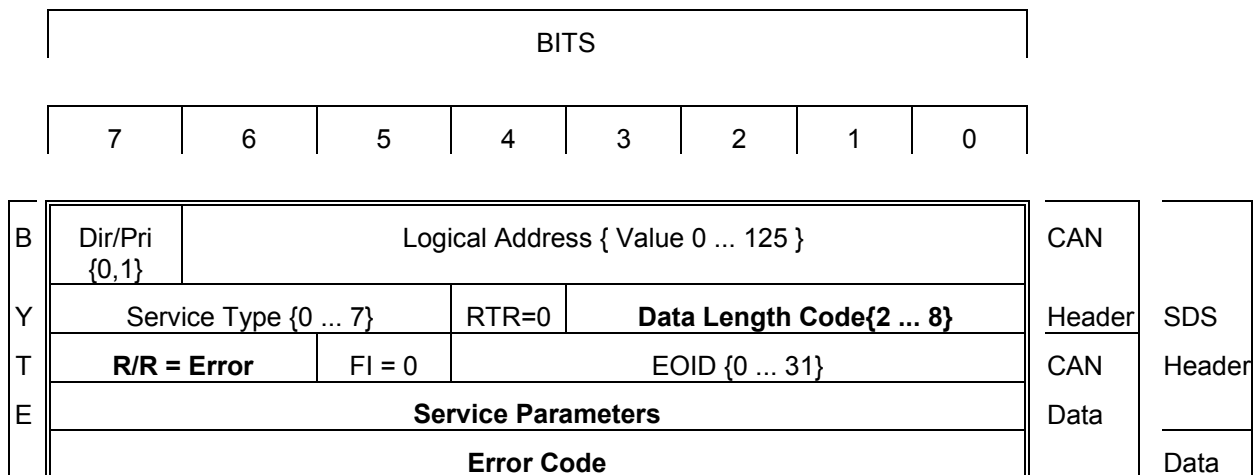 BITS
7 6 5 4 3 2 1 0
B Dir/Pri Logical Address { Value 0 ... 125 } CAN
{0,1}
Y Service Type {0 ... 7} RTR=0 Data Length Code{2 ... 8} Header SDS
T R/R = Error FI = 0 EOID {0 ... 31} CAN Header
E Service Parameters Data
Error Code Data